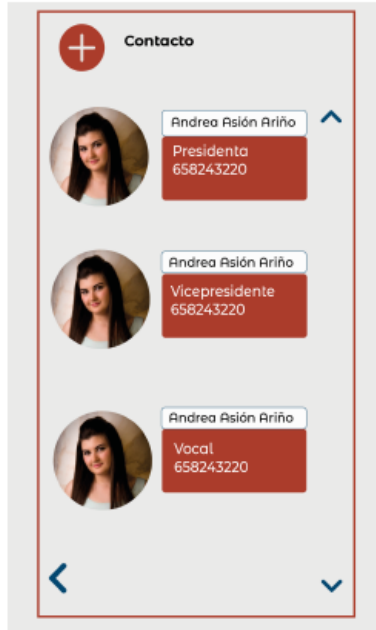 Contacto
Andrea Asión Ariño
Presidenta
658243220
Andrea Asión Ariño
Vicepresidente
658243220
Andrea Asión Ariño
Vocal
658243220